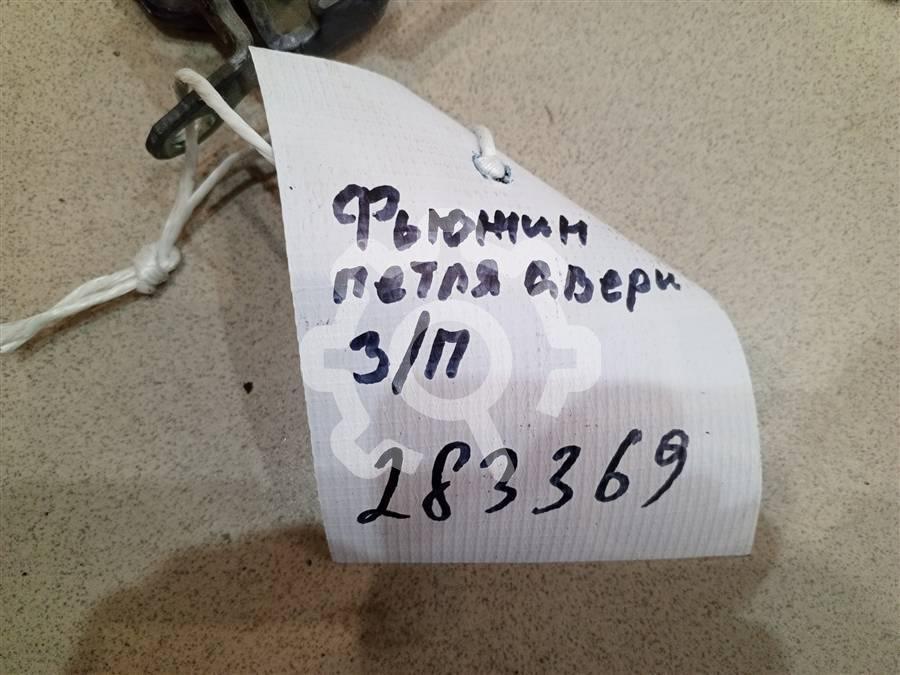 Фьюжин
петля двери
З/П
283369